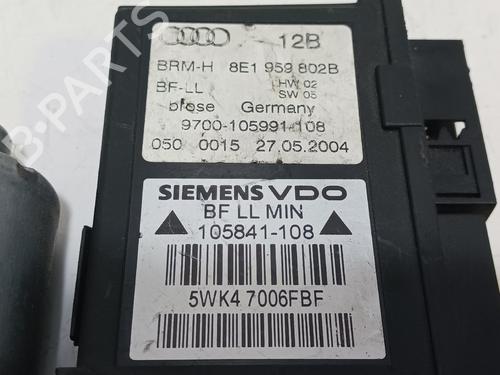 12B
BRM-H 8E1 959 802B
BF-LL HW 02
SW 05
brose Germany
9700-105991-108
050 0015 27.05.2004
SIEMENS VDO
BF LL MIN
105841-108
5WK4 7006FBF